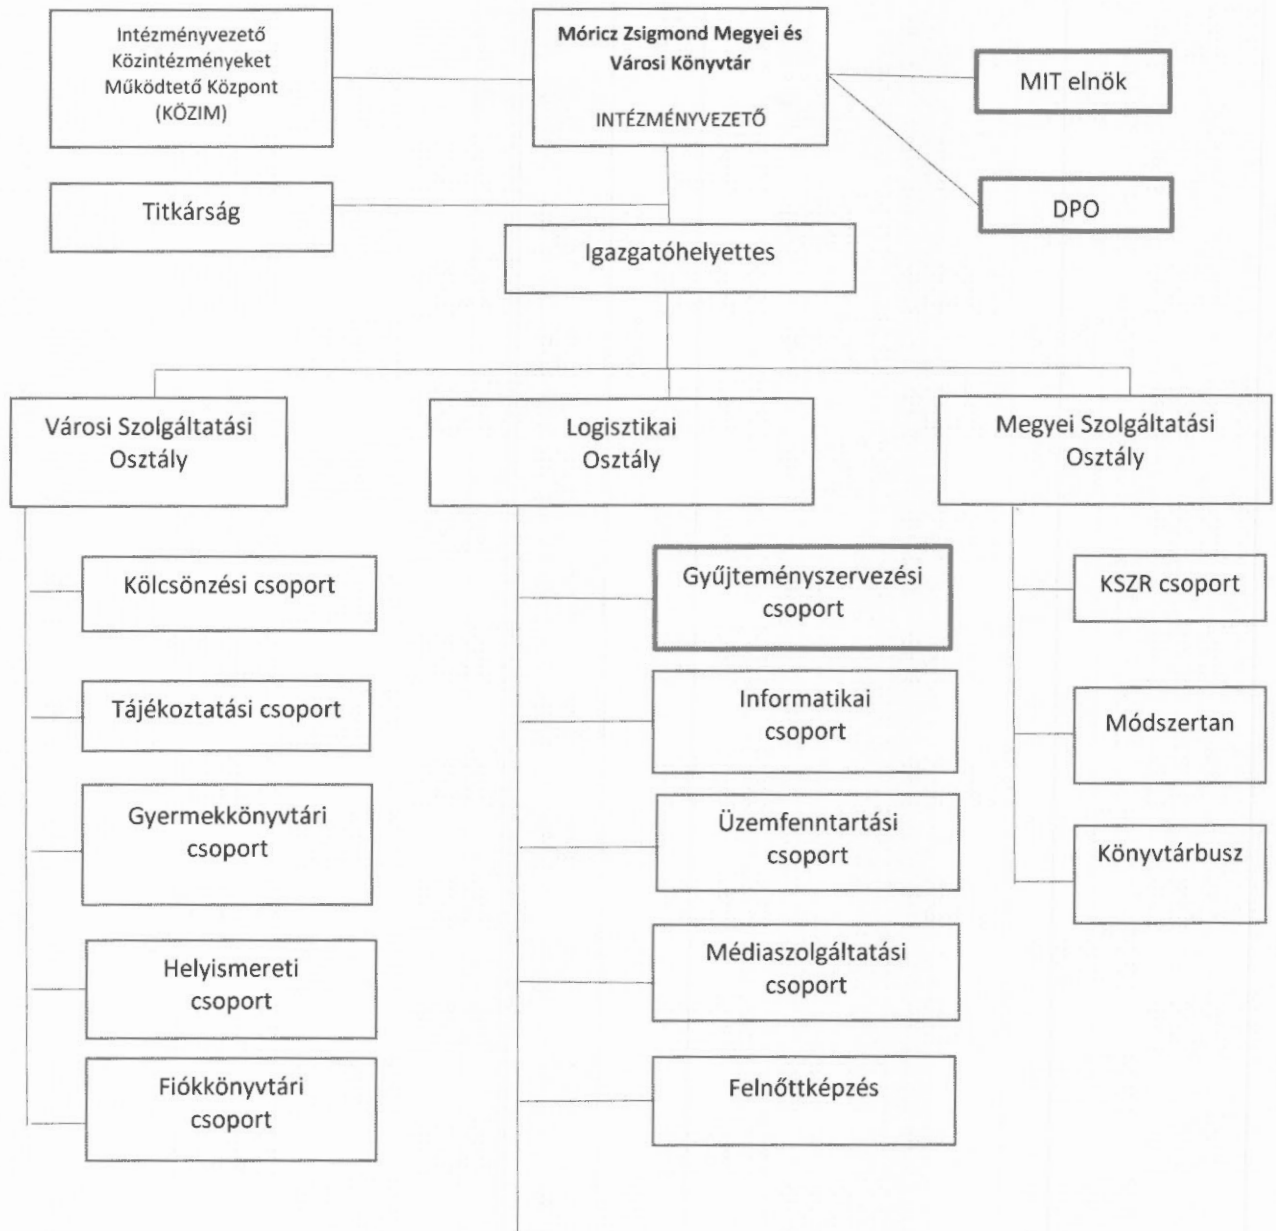 Intézményvezető
Közintézményeket
Működtető Központ
(KÖZIM)
Móricz Zsigmond Megyei és
Városi Könyvtár
INTÉZMÉNYVEZETŐ
MIT elnök
Titkárság
DPO
Igazgatóhelyettes
Városi Szolgáltatási
Osztály
Logisztikai
Osztály
Megyei Szolgáltatási
Osztály
Kölcsönzési csoport
Tájékoztatási csoport
Gyermekkönyvtári
csoport
Helyismereti
csoport
Fiókkönyvtári
csoport
Gyűjteményszervezési
csoport
Informatikai
csoport
Üzemfenntartási
csoport
Médiaszolgáltatási
csoport
Felnőttképzés
KSZR csoport
Módszertan
Könyvtárbusz